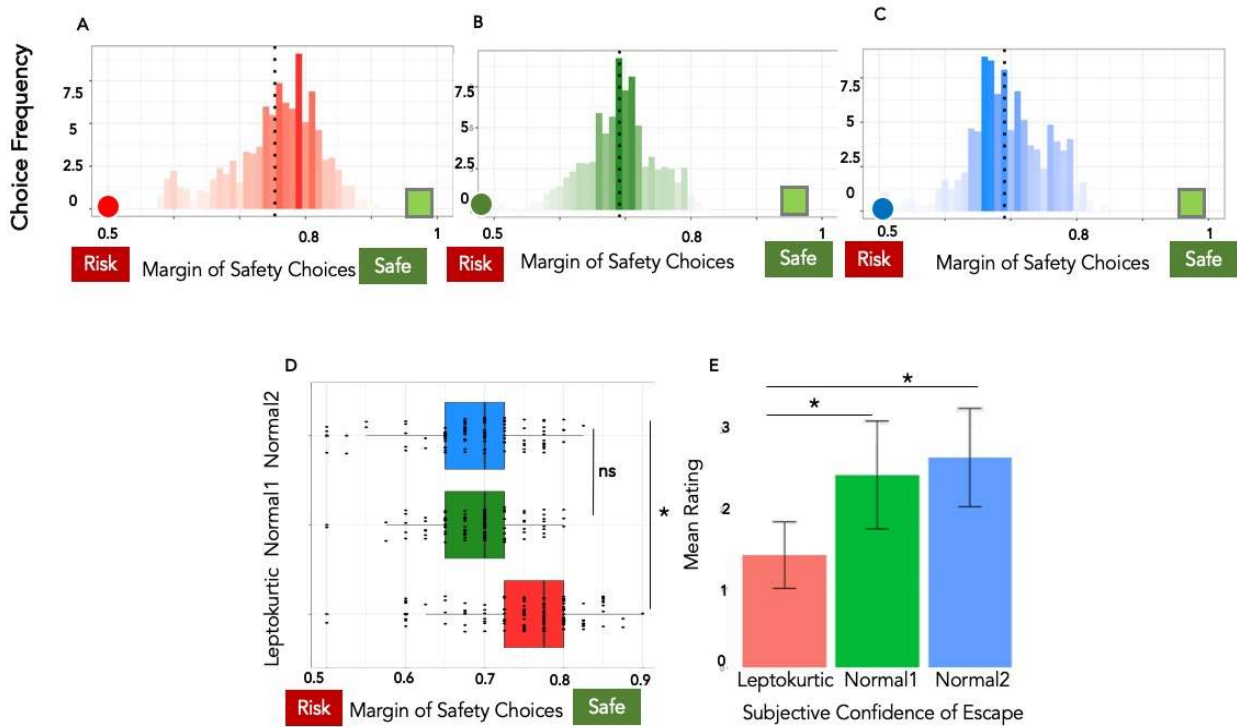 A
Choice Frequency
7.5
5
2.5
0
0.5
0.8
1
Risk
Margin of Safety Choices
Safe
B
7.5
5
2.5
0
0.5
0.8
1
Risk
Margin of Safety Choices
Safe
C
7.5
5
2.5
0
0.5
0.8
1
Risk
Margin of Safety Choices
Safe
D
Normal2
Normal1
Leptokurtic
ns
*
0.5
0.6
0.7
0.8
0.9
Risk
Margin of Safety Choices
Safe
E
*
*
Mean Rating
3
2
1
0
Leptokurtic
Normal1
Normal2
Subjective Confidence of Escape